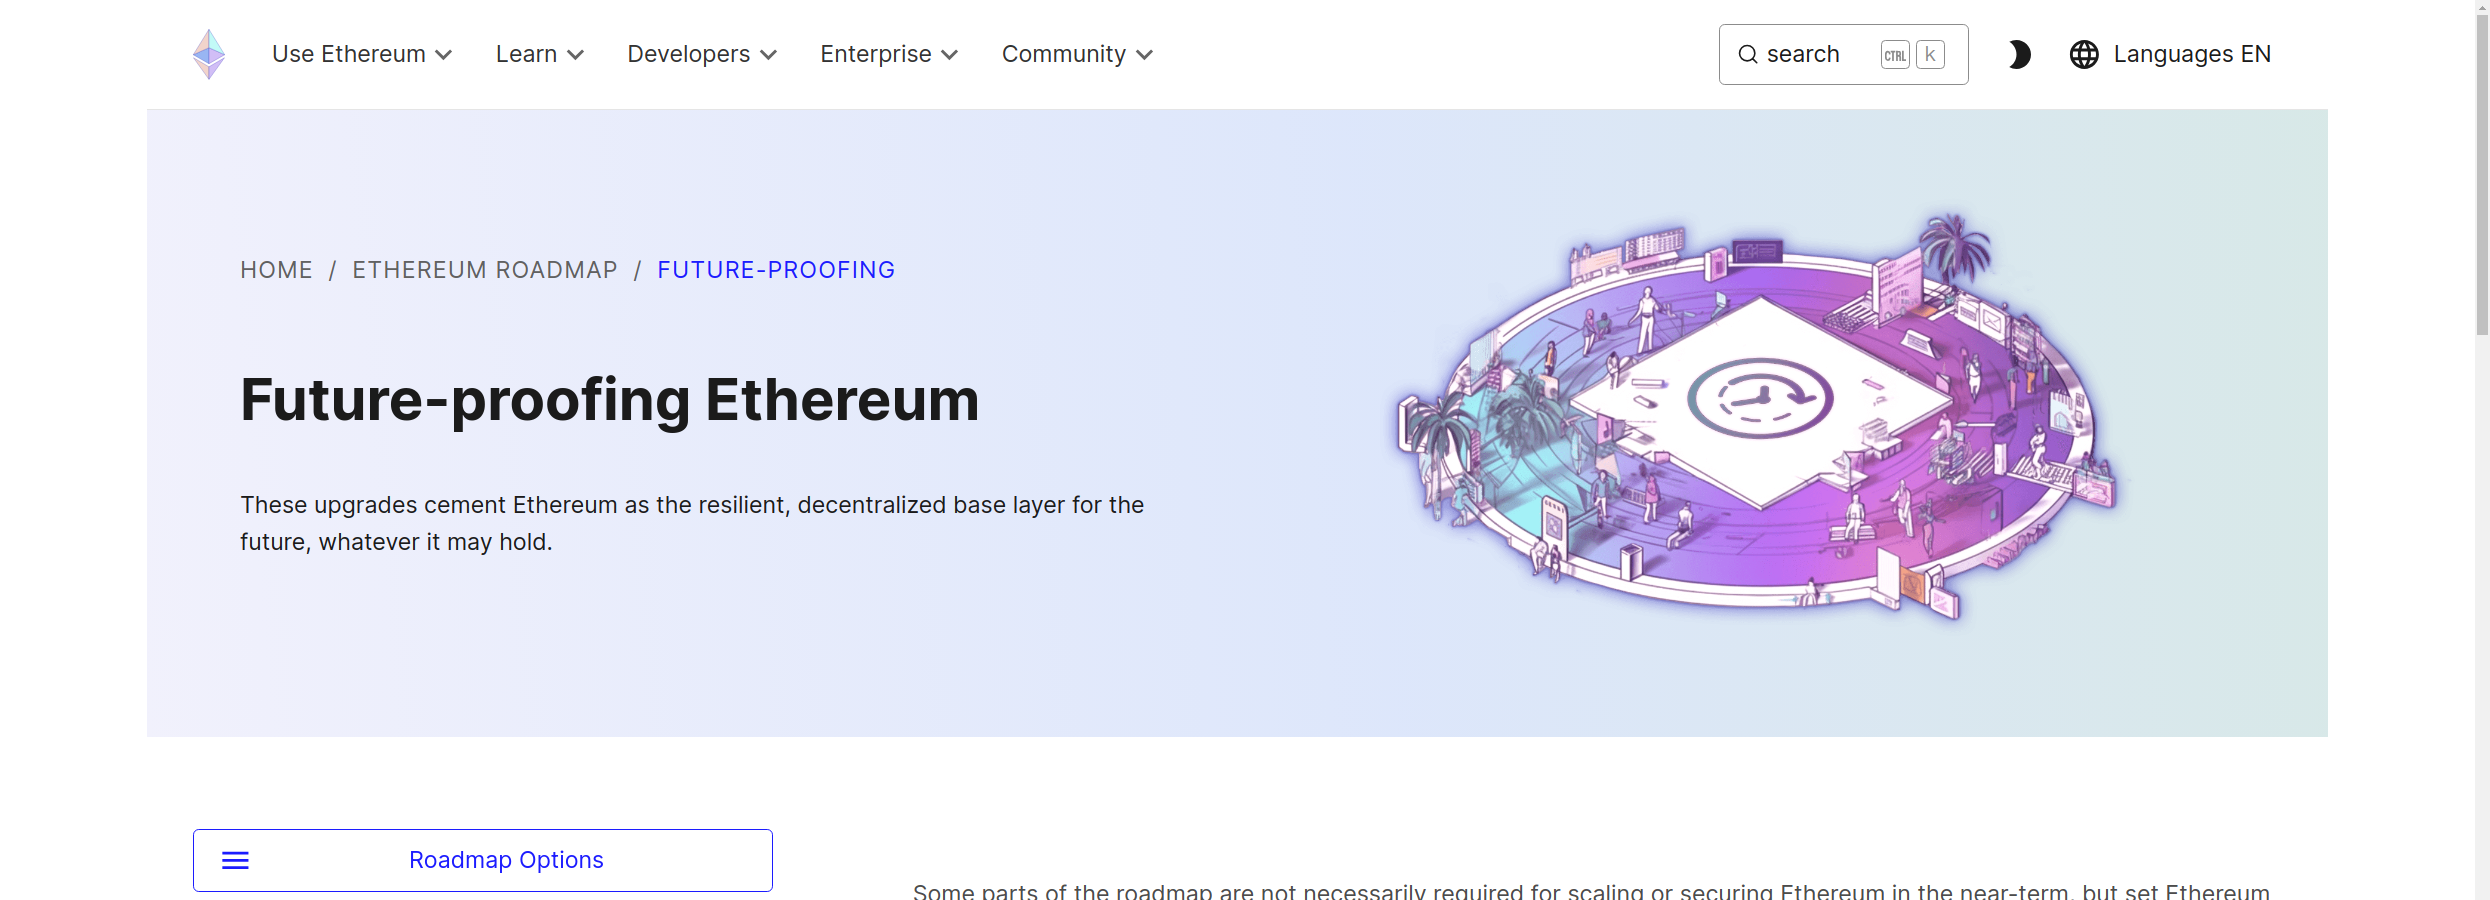 Use Ethereum Learn Developers Enterprise Community search CTRL k Languages EN
HOME / ETHEREUM ROADMAP / FUTURE-PROOFING
Future-proofing Ethereum
These upgrades cement Ethereum as the resilient, decentralized base layer for the
future, whatever it may hold.
Roadmap Options
Some parts of the roadmap are not necessarily required for scaling or securing Ethereum in the near-term, but set Ethereum